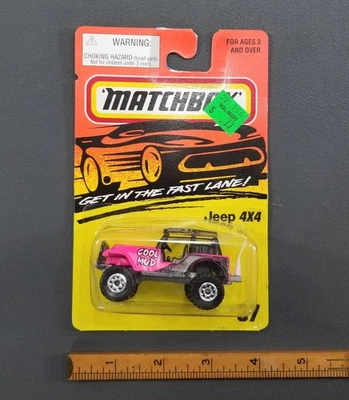 WARNING:
CHOKING HAZARD-Small parts
Not for children under 3 years.
FOR AGES 3
AND OVER
MATCHBOX
GET IN THE FAST LANE!
Jeep 4X4
COOL
MUD
1 2 3 4 5